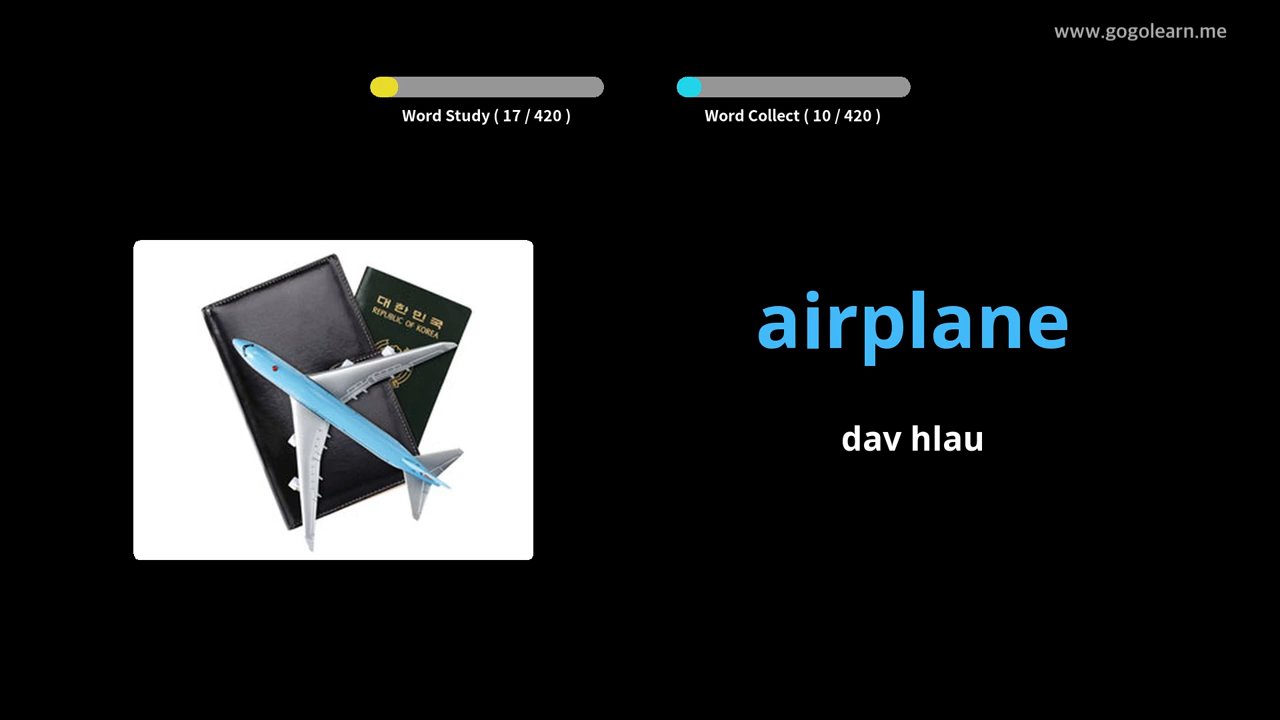 www.gogolearn.me
Word Study ( 17 / 420 )
Word Collect ( 10 / 420 )
대한민국
REPUBLIC OF KOREA
airplane
dav hlau